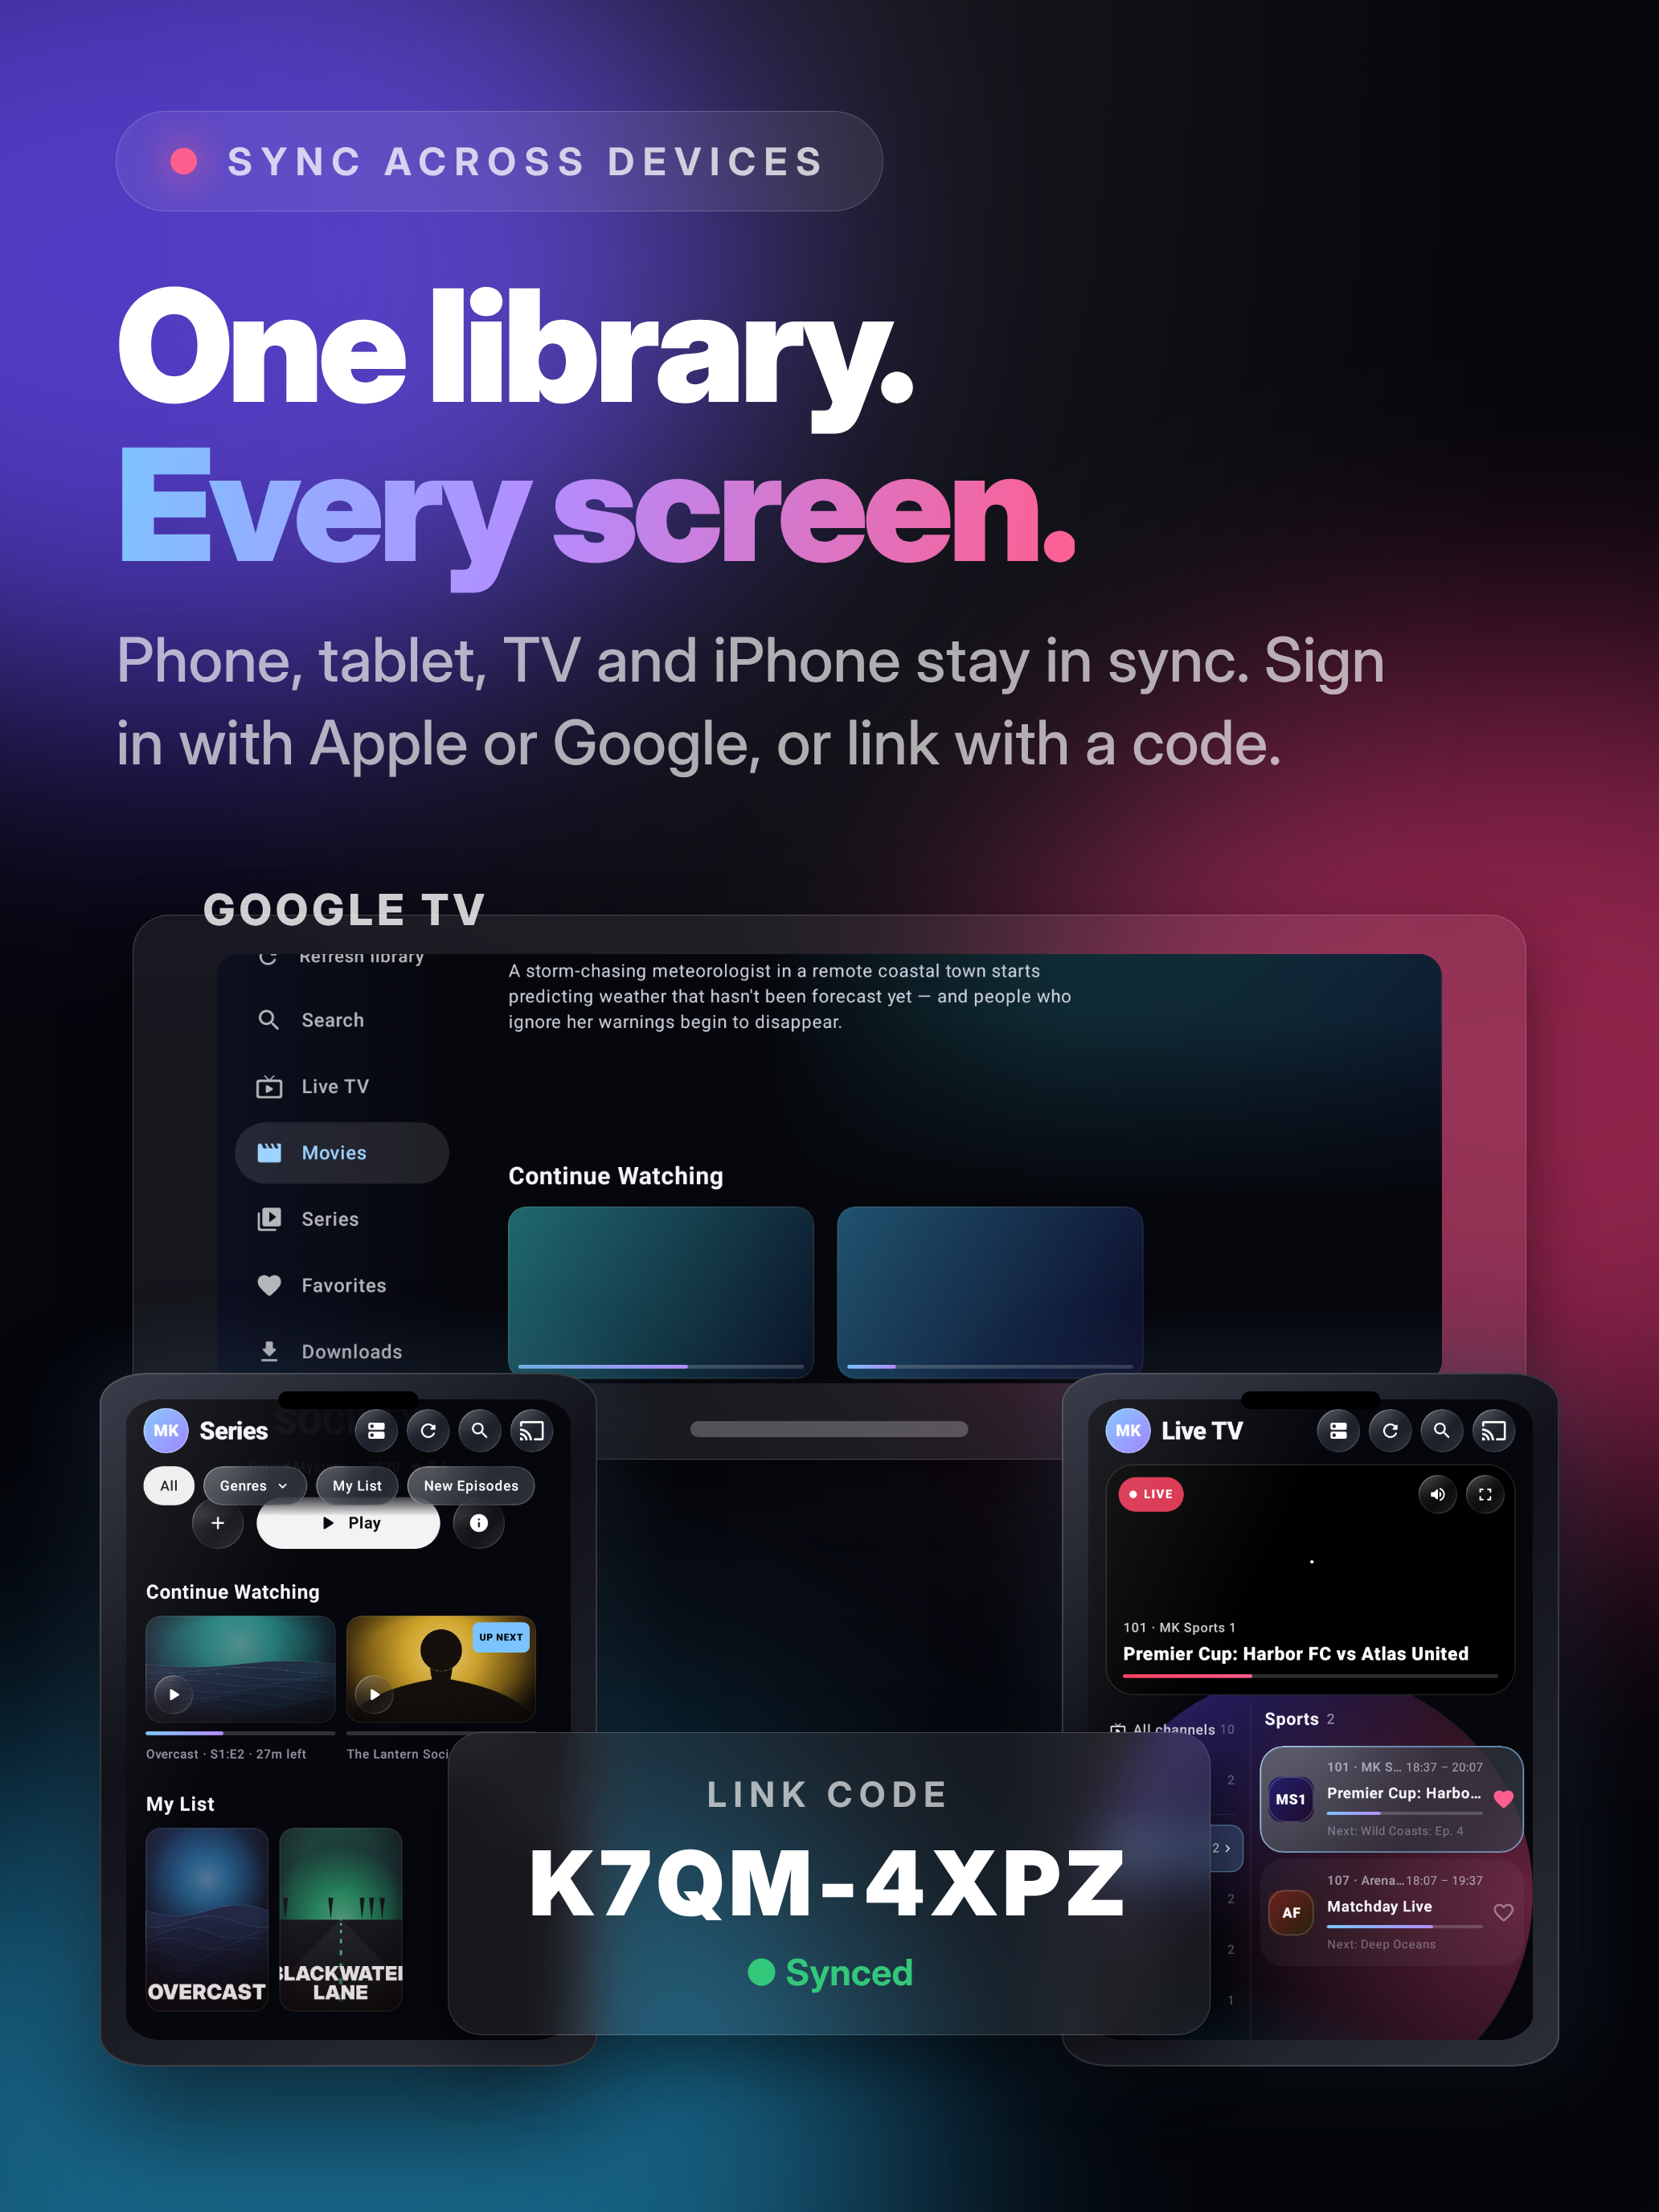 SYNC ACROSS DEVICES
One library.
Every screen.
Phone, tablet, TV and iPhone stay in sync. Sign
in with Apple or Google, or link with a code.
GOOGLE TV
Refresh library
Search
Live TV
Movies
Series
Favorites
Downloads
A storm-chasing meteorologist in a remote coastal town starts
predicting weather that hasn't been forecast yet — and people who
ignore her warnings begin to disappear.
Continue Watching
MK Series
All Genres My List New Episodes
Play
Continue Watching
UP NEXT
Overcast · S1:E2 · 27m left
The Lantern Soci
My List
OVERCAST
BLACKWATER
LANE
LINK CODE
K7QM-4XPZ
Synced
MK Live TV
LIVE
101 · MK Sports 1
Premier Cup: Harbor FC vs Atlas United
All channels 10
2
2
2
2
1
Sports 2
MS1
101 · MK S... 18:37 – 20:07
Premier Cup: Harbo...
Next: Wild Coasts: Ep. 4
AF
107 · Arena... 18:07 – 19:37
Matchday Live
Next: Deep Oceans